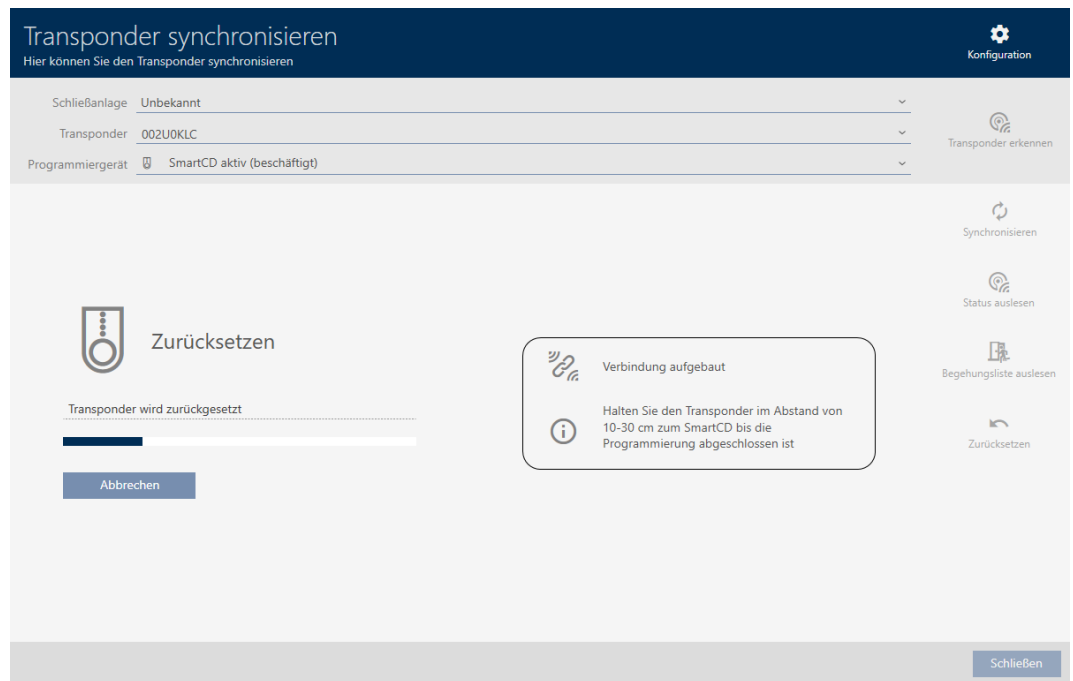 Transponder synchronisieren
Hier können Sie den Transponder synchronisieren
Konfiguration
Schließanlage Unbekannt
Transponder 002U0KLC
Programmiergerät SmartCD aktiv (beschäftigt)
Transponder erkennen
Synchronisieren
Status auslesen
Begehungsliste auslesen
Zurücksetzen
Zurücksetzen
Transponder wird zurückgesetzt
Abbrechen
Verbindung aufgebaut
Halten Sie den Transponder im Abstand von
10-30 cm zum SmartCD bis die
Programmierung abgeschlossen ist
Schließen